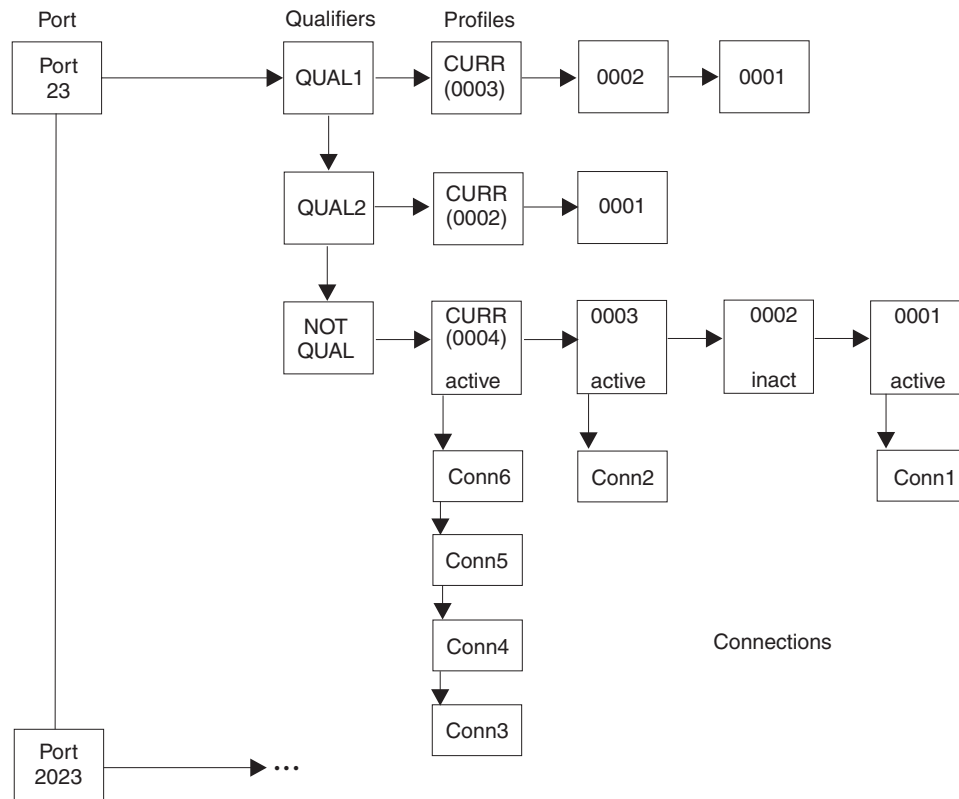 Port
Qualifiers
Profiles
Port
23
QUAL1
CURR
(0003)
0002
0001
QUAL2
CURR
(0002)
0001
NOT
QUAL
CURR
(0004)
active
0003
active
0002
inact
0001
active
Conn6
Conn2
Conn1
Conn5
Conn4
Connections
Conn3
Port
2023
...